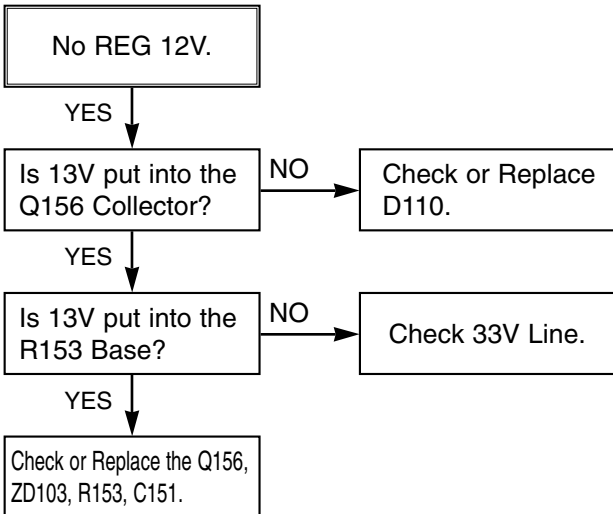 No REG 12V.
YES
Is 13V put into the
Q156 Collector?
NO
Check or Replace
D110.
YES
Is 13V put into the
R153 Base?
NO
Check 33V Line.
YES
Check or Replace the Q156,
ZD103, R153, C151.